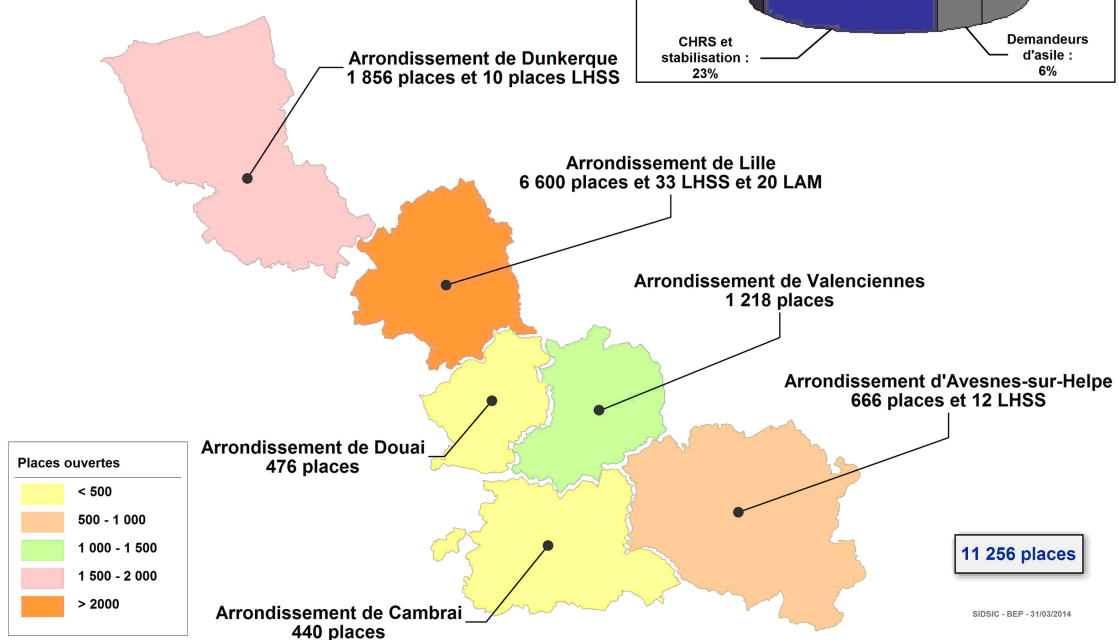 CHRS et
stabilisation :
23%
Demandeurs
d'asile :
6%
Arrondissement de Dunkerque
1 856 places et 10 places LHSS
Arrondissement de Lille
6 600 places et 33 LHSS et 20 LAM
Arrondissement de Valenciennes
1 218 places
Arrondissement d'Avesnes-sur-Helpe
666 places et 12 LHSS
Arrondissement de Douai
476 places
Places ouvertes
< 500
500 - 1 000
1 000 - 1 500
1 500 - 2 000
> 2000
11 256 places
Arrondissement de Cambrai
440 places
SIDSIC - BEP - 31/03/2014